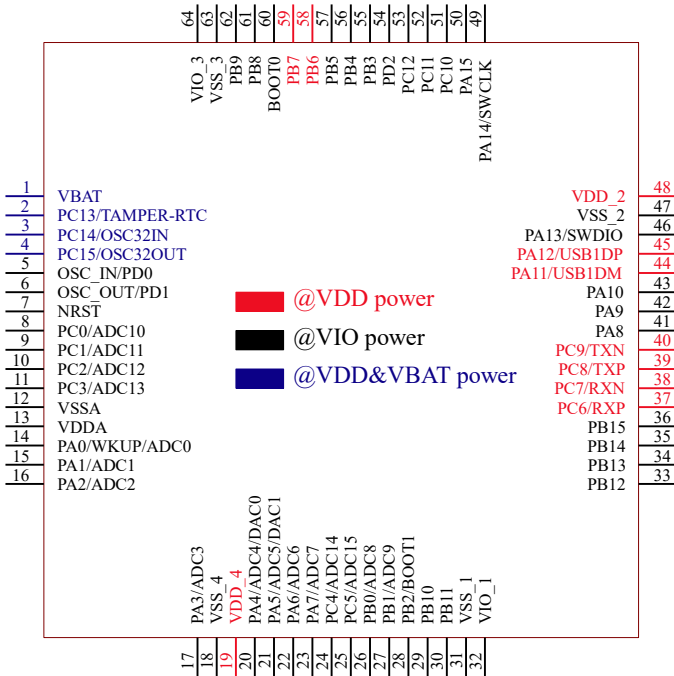 64 63 62 61 60 59 58 57 56 55 54 53 52 51 50 49
VIO_3
VSS_3
PB9
PB8
BOOT0
PB7
PB6
PB5
PB4
PB3
PD2
PC12
PC11
PC10
PA15
PA14/SWCLK
1 VBAT
2 PC13/TAMPER-RTC
3 PC14/OSC32IN
4 PC15/OSC32OUT
5 OSC_IN/PD0
6 OSC_OUT/PD1
7 NRST
8 PC0/ADC10
9 PC1/ADC11
10 PC2/ADC12
11 PC3/ADC13
12 VSSA
13 VDDA
14 PA0/WKUP/ADC0
15 PA1/ADC1
16 PA2/ADC2
@VDD power
@VIO power
@VDD&VBAT power
VDD_2 48
VSS_2 47
PA13/SWDIO 46
PA12/USB1DP 45
PA11/USB1DM 44
PA10 43
PA9 42
PA8 41
PC9/TXN 40
PC8/TXP 39
PC7/RXN 38
PC6/RXP 37
PB15 36
PB14 35
PB13 34
PB12 33
PA3/ADC3
VSS_4
VDD_4
PA4/ADC4/DAC0
PA5/ADC5/DAC1
PA6/ADC6
PA7/ADC7
PC4/ADC14
PC5/ADC15
PB0/ADC8
PB1/ADC9
PB2/BOOT1
PB10
PB11
VSS_1
VIO_1
17 18 19 20 21 22 23 24 25 26 27 28 29 30 31 32